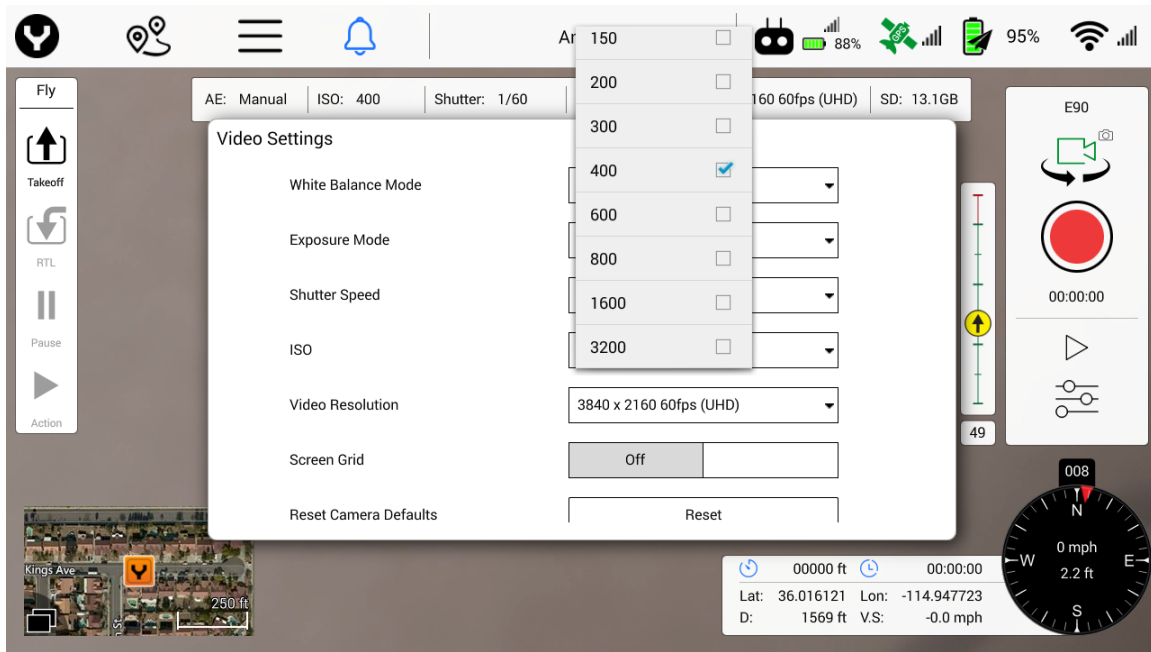 Ar
88%
GPS
95%
Fly
Takeoff
RTL
Pause
Action
AE: Manual
ISO: 400
Shutter: 1/60
160 60fps (UHD)
SD: 13.1GB
Video Settings
White Balance Mode
Exposure Mode
Shutter Speed
ISO
Video Resolution
3840 x 2160 60fps (UHD)
Screen Grid
Off
Reset Camera Defaults
Reset
150
200
300
400
600
800
1600
3200
E90
00:00:00
49
008
N
W
E
S
0 mph
2.2 ft
Kings Ave
250 ft
00000 ft
00:00:00
Lat: 36.016121 Lon: -114.947723
D: 1569 ft V.S: -0.0 mph